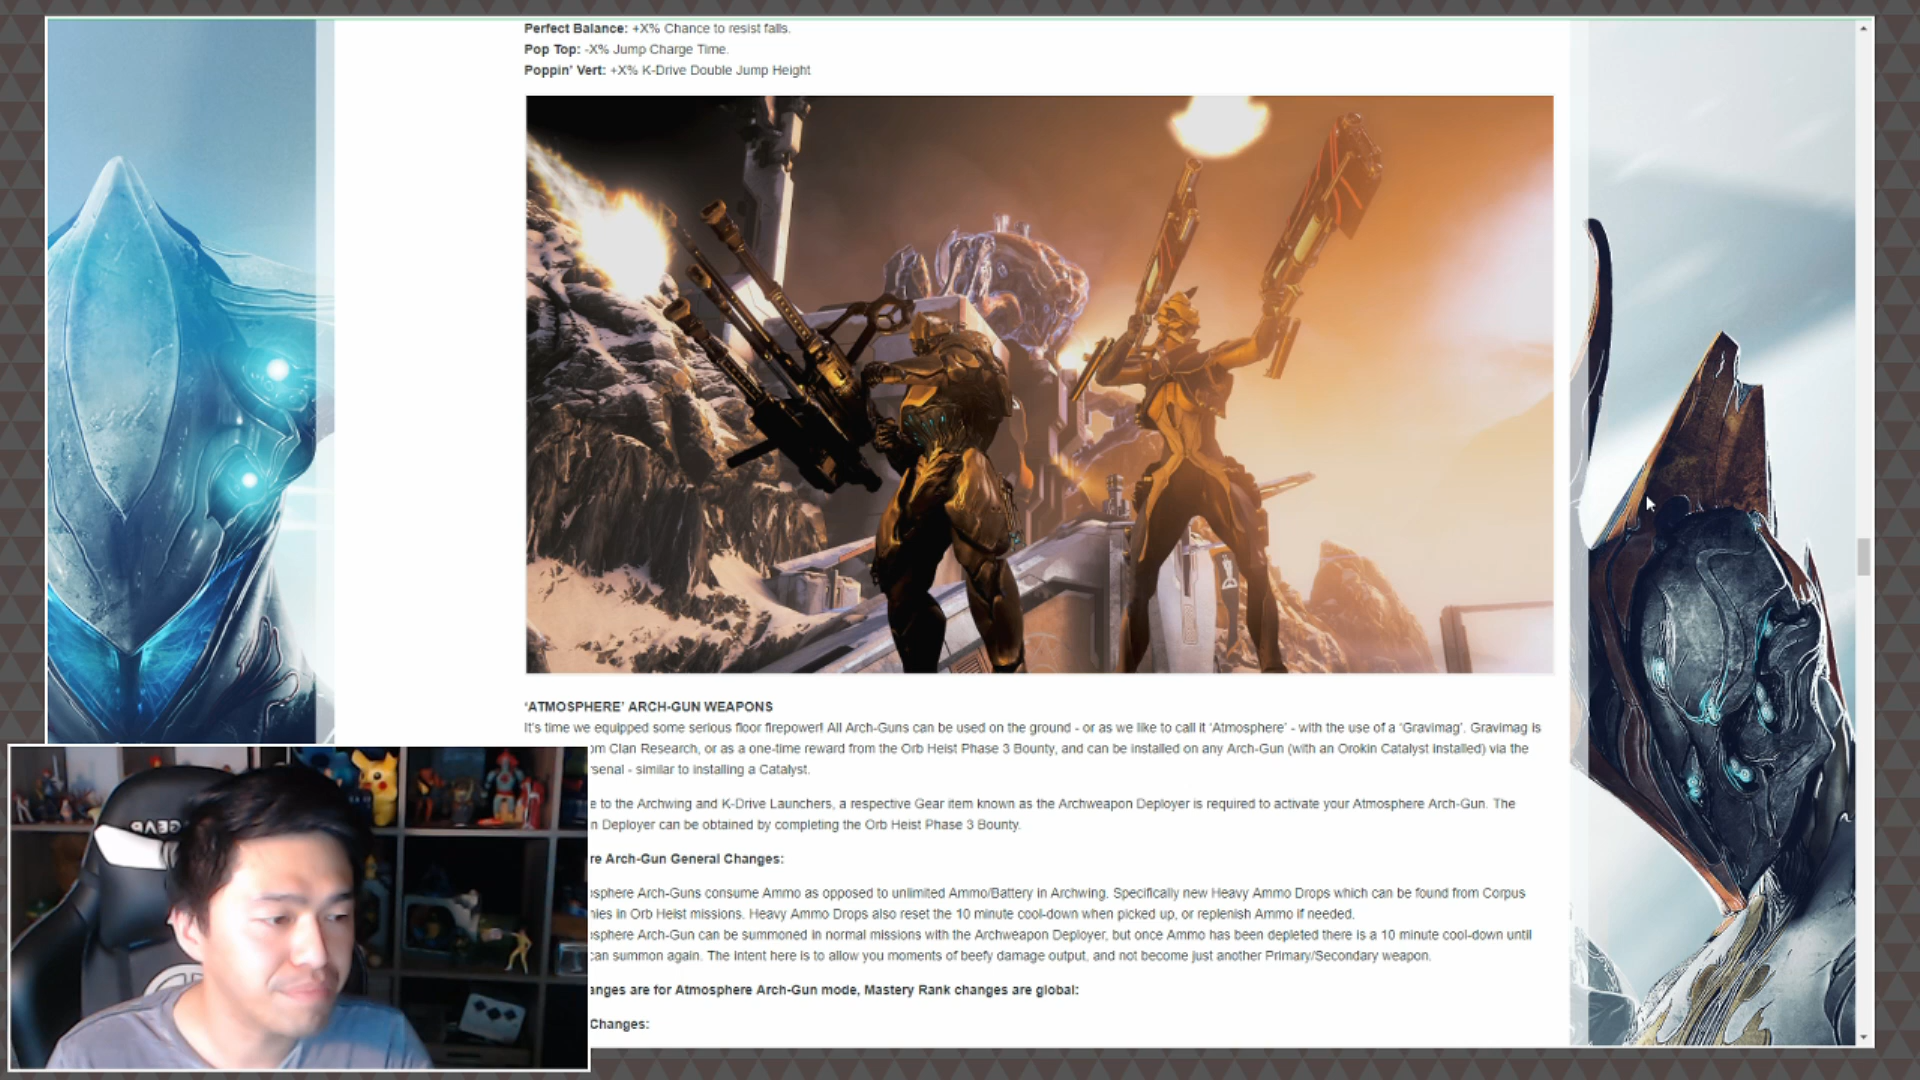 Perfect Balance: +X% Chance to resist falls.
Pop Top: -X% Jump Charge Time.
Poppin' Vert: +X% K-Drive Double Jump Height
‘ATMOSPHERE’ ARCH-GUN WEAPONS
It's time we equipped some serious floor firepower! All Arch-Guns can be used on the ground - or as we like to call it ‘Atmosphere’ - with the use of a ‘Gravimag’. Gravimag is
om Clan Research, or as a one-time reward from the Orb Heist Phase 3 Bounty, and can be installed on any Arch-Gun (with an Orokin Catalyst installed) via the
rsenal - similar to installing a Catalyst.
e to the Archwing and K-Drive Launchers, a respective Gear item known as the Archweapon Deployer is required to activate your Atmosphere Arch-Gun. The
n Deployer can be obtained by completing the Orb Heist Phase 3 Bounty.
re Arch-Gun General Changes:
sphere Arch-Guns consume Ammo as opposed to unlimited Ammo/Battery in Archwing. Specifically new Heavy Ammo Drops which can be found from Corpus
nies in Orb Heist missions. Heavy Ammo Drops also reset the 10 minute cool-down when picked up, or replenish Ammo if needed.
sphere Arch-Gun can be summoned in normal missions with the Archweapon Deployer, but once Ammo has been depleted there is a 10 minute cool-down until
can summon again. The intent here is to allow you moments of beefy damage output, and not become just another Primary/Secondary weapon.
anges are for Atmosphere Arch-Gun mode, Mastery Rank changes are global:
Changes: